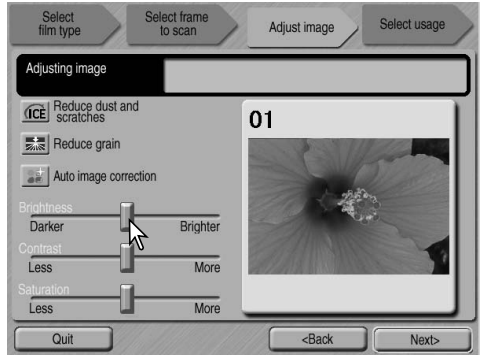 Select
film type
Select frame
to scan
Adjust image
Select usage
Adjusting image
ICE
Reduce dust and
scratches
Reduce grain
Auto image correction
01
Brightness
Darker Brighter
Contrast
Less More
Saturation
Less More
Quit <Back Next>